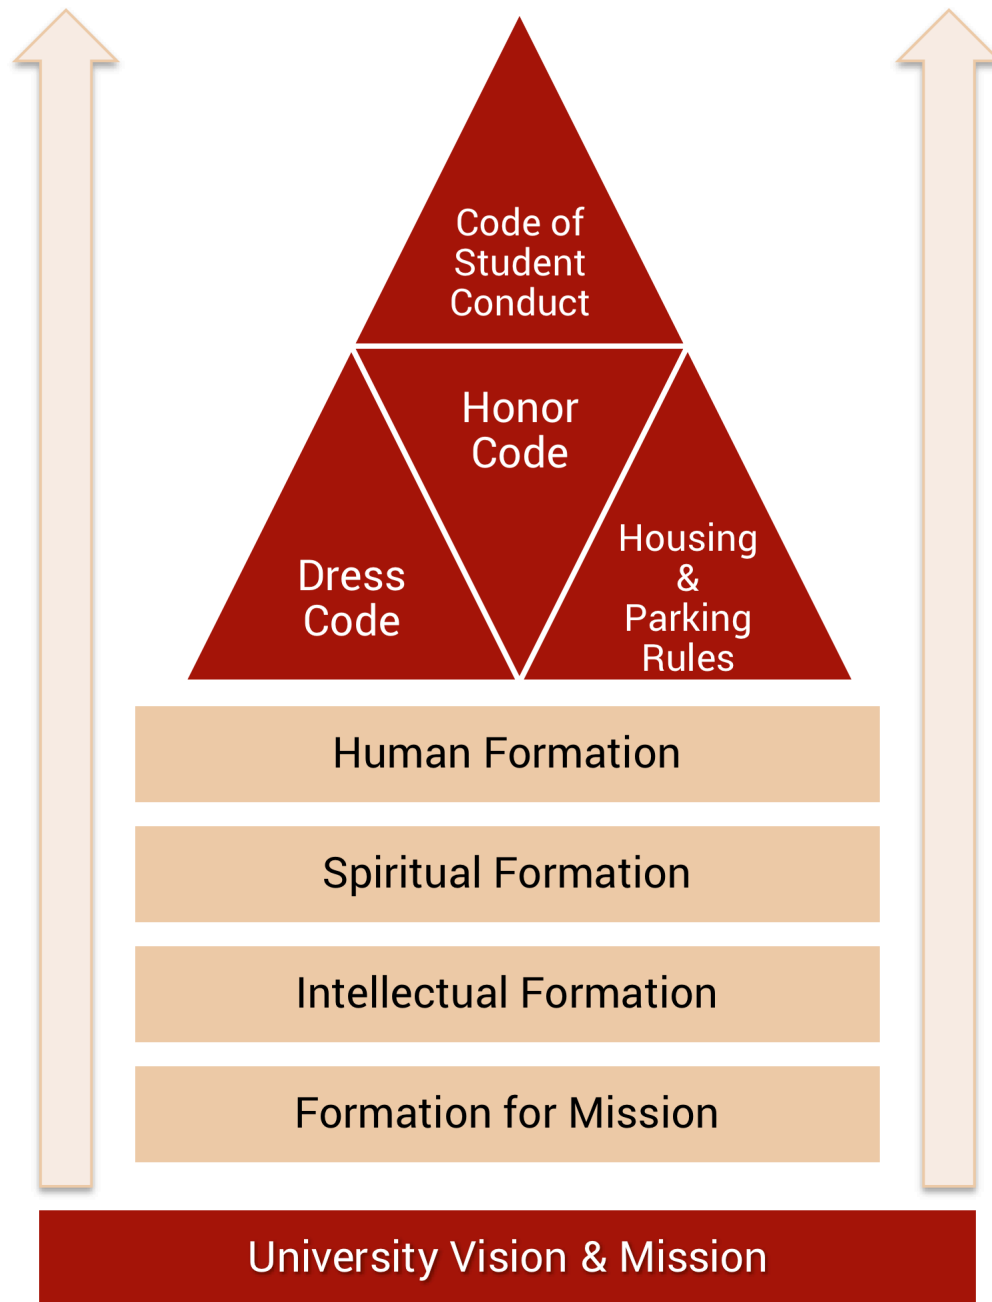 Code of
Student
Conduct
Honor
Code
Dress
Code
Housing
&
Parking
Rules
Human Formation
Spiritual Formation
Intellectual Formation
Formation for Mission
University Vision & Mission